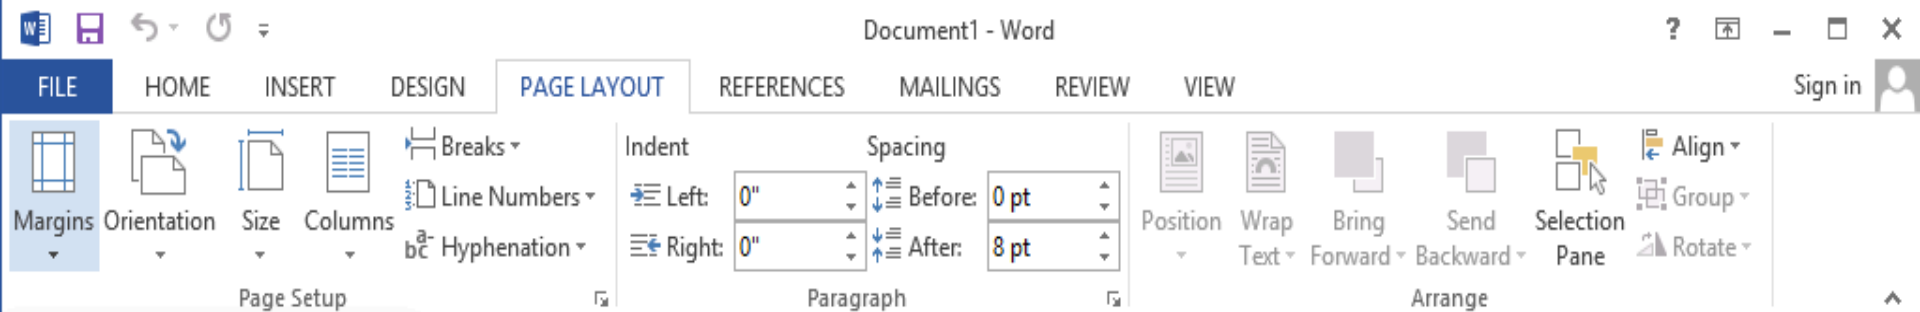 Document1 - Word
FILE HOME INSERT DESIGN PAGE LAYOUT REFERENCES MAILINGS REVIEW VIEW Sign in
Margins
Orientation
Size
Columns
Breaks
Line Numbers
Hyphenation
Page Setup
Indent
Left: 0"
Right: 0"
Spacing
Before: 0 pt
After: 8 pt
Paragraph
Position
Wrap
Text
Bring
Forward
Send
Backward
Selection
Pane
Align
Group
Rotate
Arrange